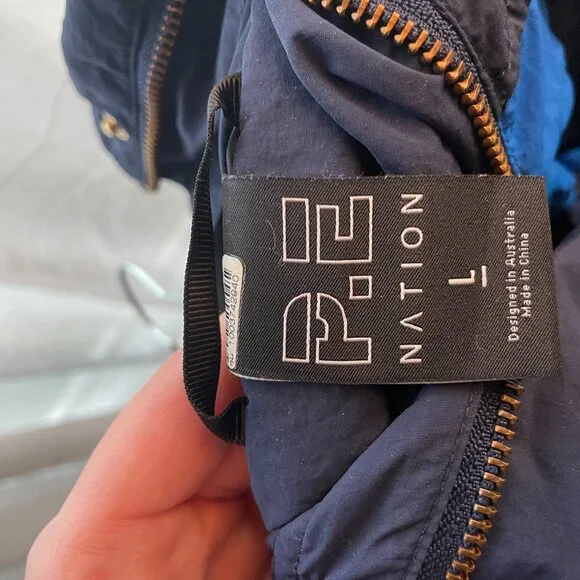 P.E
NATION
L
Designed in Australia
Made in China